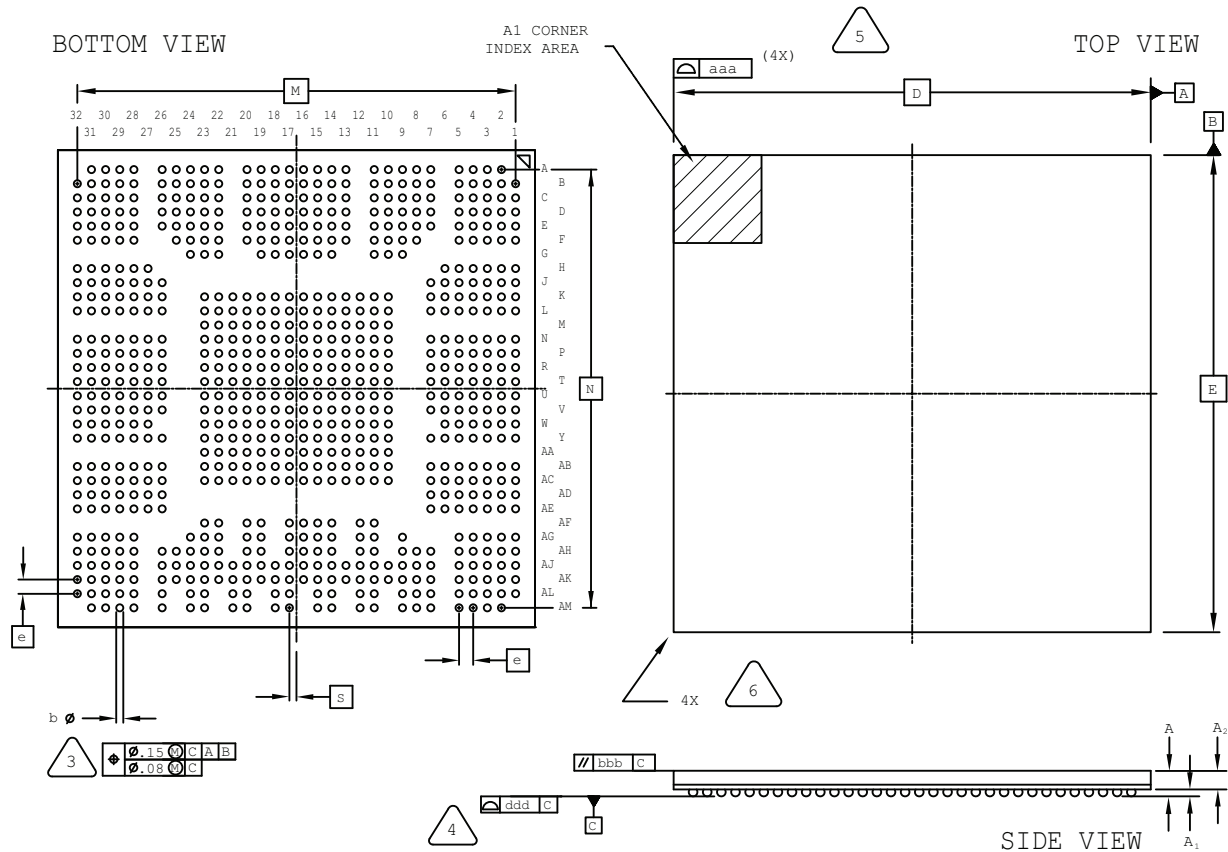 BOTTOM VIEW
A1 CORNER
INDEX AREA
5
TOP VIEW
aaa
(4X)
M
D
A
B
32 30 28 26 24 22 20 18 16 14 12 10 8 6 4 2
31 29 27 25 23 21 19 17 15 13 11 9 7 5 3 1
A
B
C
D
E
F
G
H
J
K
L
M
N
P
R
T
U
V
W
Y
AA
AB
AC
AD
AE
AF
AG
AH
AJ
AK
AL
AM
N
E
e
e
S
b Ø
3
Ø.15 Ⓜ C A B
Ø.08 Ⓜ C
4X
6
// bbb C
A
A₂
ddd C
4
C
SIDE VIEW
A₁